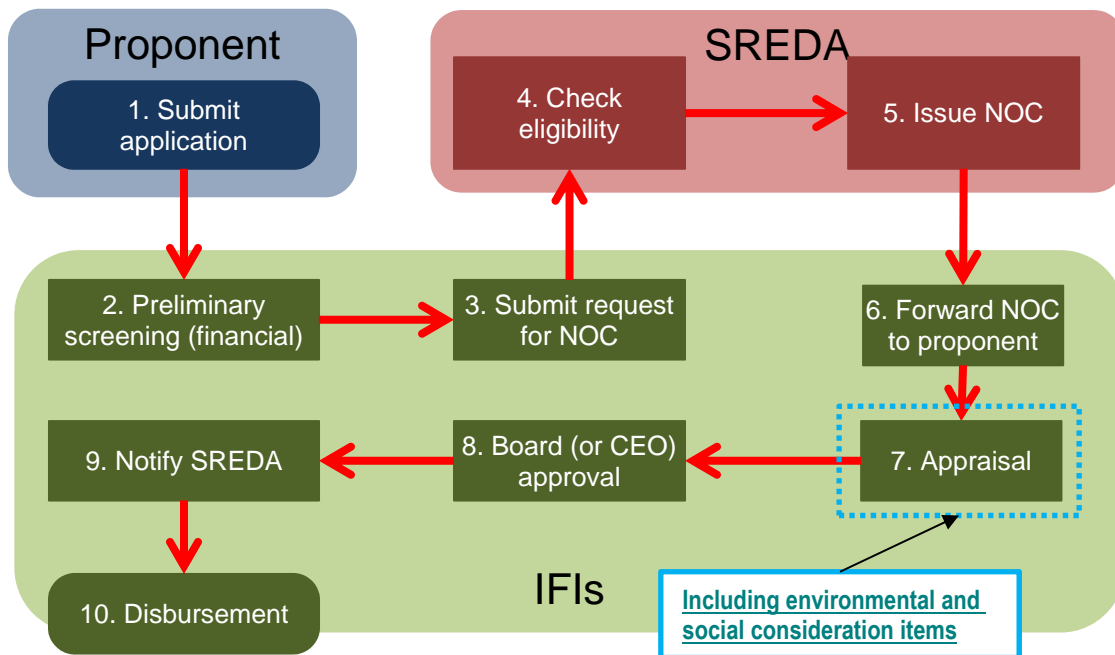 Proponent
1. Submit
application
SREDA
4. Check
eligibility
5. Issue NOC
2. Preliminary
screening (financial)
3. Submit request
for NOC
6. Forward NOC
to proponent
7. Appraisal
8. Board (or CEO)
approval
9. Notify SREDA
10. Disbursement
IFIs
Including environmental and
social consideration items